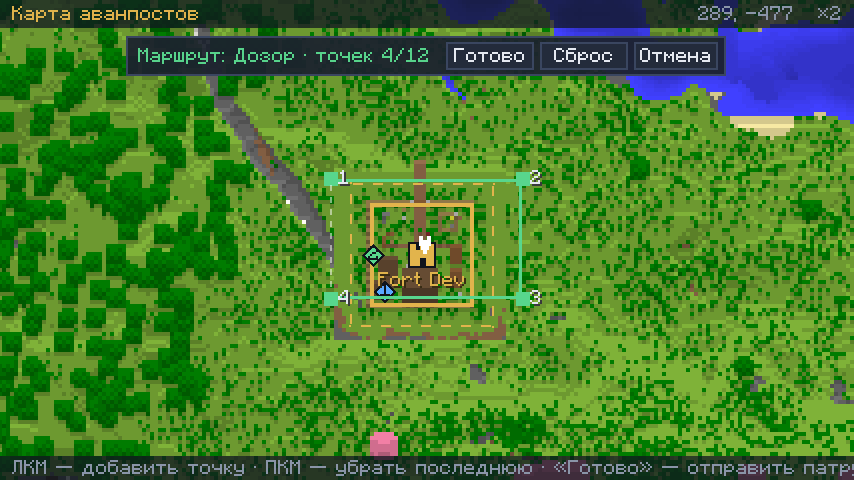 Карта аванпостов
289, -477 ×2
Маршрут: Дозор · точек 4/12 Готово Сброс Отмена
1 2
Fort Dev
4 3
ЛКМ — добавить точку · ПКМ — убрать последнюю · «Готово» — отправить патру